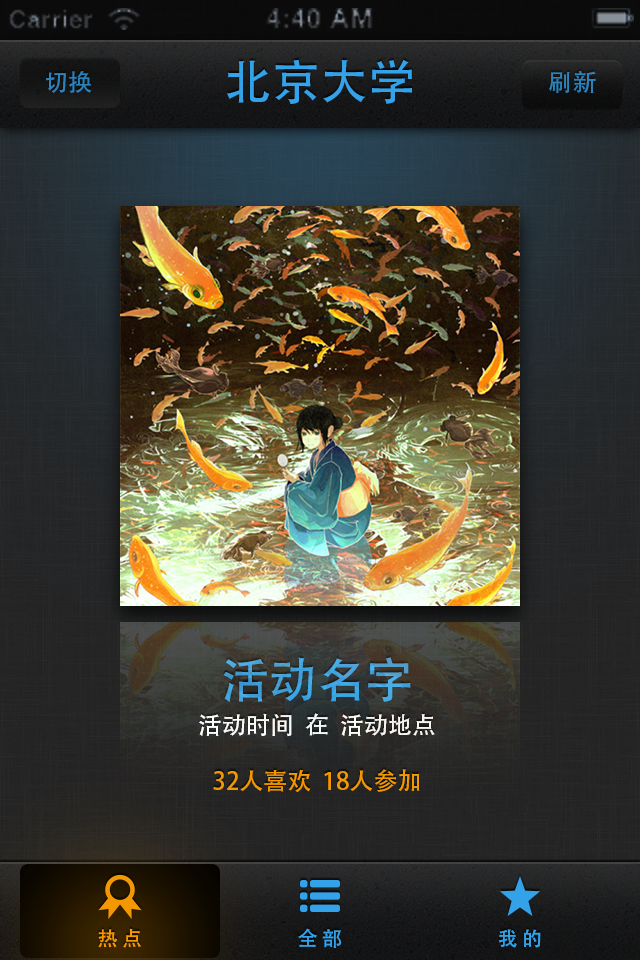 Carrier 4:40 AM
切换 北京大学 刷新
活动名字
活动时间 在 活动地点
32人喜欢 18人参加
热点 全部 我的